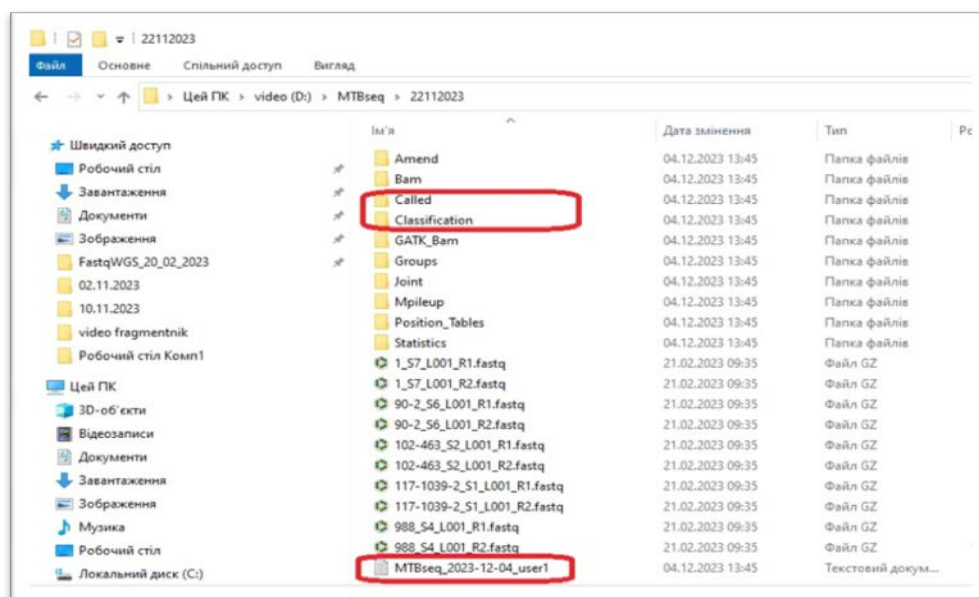 22112023
Файл Основне Спільний доступ Вигляд
Цей ПК > video (D:) > MTBseq > 22112023
Ім'я Дата змінення Тип Рс
Швидкий доступ
Робочий стіл
Завантаження
Документи
Зображення
FastqWGS_20_02_2023
02.11.2023
10.11.2023
video fragmentnik
Робочий стіл Комп1
Цей ПК
3D-об'єкти
Відеозаписи
Документи
Завантаження
Зображення
Музика
Робочий стіл
Локальний диск (C:)
Amend 04.12.2023 13:45 Папка файлів
Bam 04.12.2023 13:45 Папка файлів
Called 04.12.2023 13:45 Папка файлів
Classification 04.12.2023 13:45 Папка файлів
GATK_Bam 04.12.2023 13:45 Папка файлів
Groups 04.12.2023 13:45 Папка файлів
Joint 04.12.2023 13:45 Папка файлів
Mpileup 04.12.2023 13:45 Папка файлів
Position_Tables 04.12.2023 13:45 Папка файлів
Statistics 04.12.2023 13:45 Папка файлів
1_S7_L001_R1.fastq 21.02.2023 09:35 Файл GZ
1_S7_L001_R2.fastq 21.02.2023 09:35 Файл GZ
90-2_S6_L001_R1.fastq 21.02.2023 09:35 Файл GZ
90-2_S6_L001_R2.fastq 21.02.2023 09:35 Файл GZ
102-463_S2_L001_R1.fastq 21.02.2023 09:35 Файл GZ
102-463_S2_L001_R2.fastq 21.02.2023 09:35 Файл GZ
117-1039-2_S1_L001_R1.fastq 21.02.2023 09:35 Файл GZ
117-1039-2_S1_L001_R2.fastq 21.02.2023 09:35 Файл GZ
988_S4_L001_R1.fastq 21.02.2023 09:35 Файл GZ
988_S4_L001_R2.fastq 21.02.2023 09:35 Файл GZ
MTBseq_2023-12-04_user1 04.12.2023 13:45 Текстовий докум...